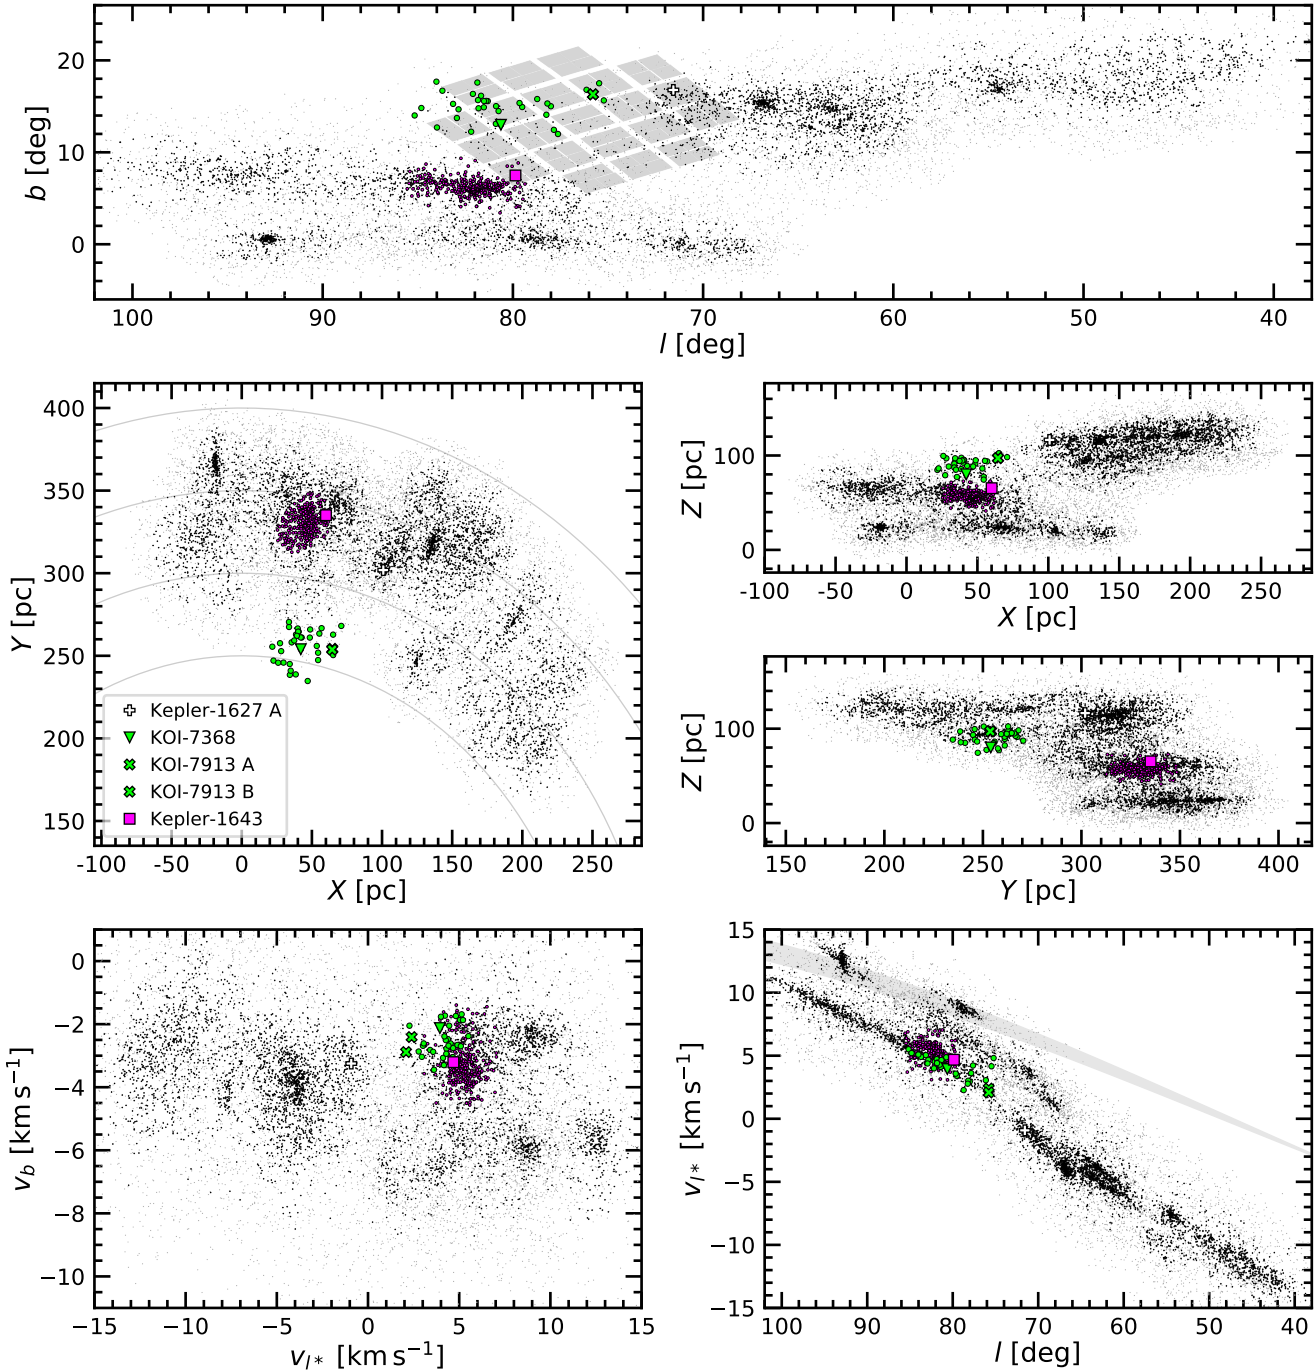 20
10
0
b [deg]
100 90 80 70 60 50 40
l [deg]
400
350
300
250
200
150
Y [pc]
Kepler-1627 A
KOI-7368
KOI-7913 A
KOI-7913 B
Kepler-1643
-100 -50 0 50 100 150 200 250
X [pc]
100
0
Z [pc]
-100 -50 0 50 100 150 200 250
X [pc]
100
0
Z [pc]
150 200 250 300 350 400
Y [pc]
0
−2
−4
−6
−8
−10
v_b [km s⁻¹]
−15 −10 −5 0 5 10 15
v_{l*} [km s⁻¹]
15
10
5
0
−5
−10
−15
v_{l*} [km s⁻¹]
100 90 80 70 60 50 40
l [deg]